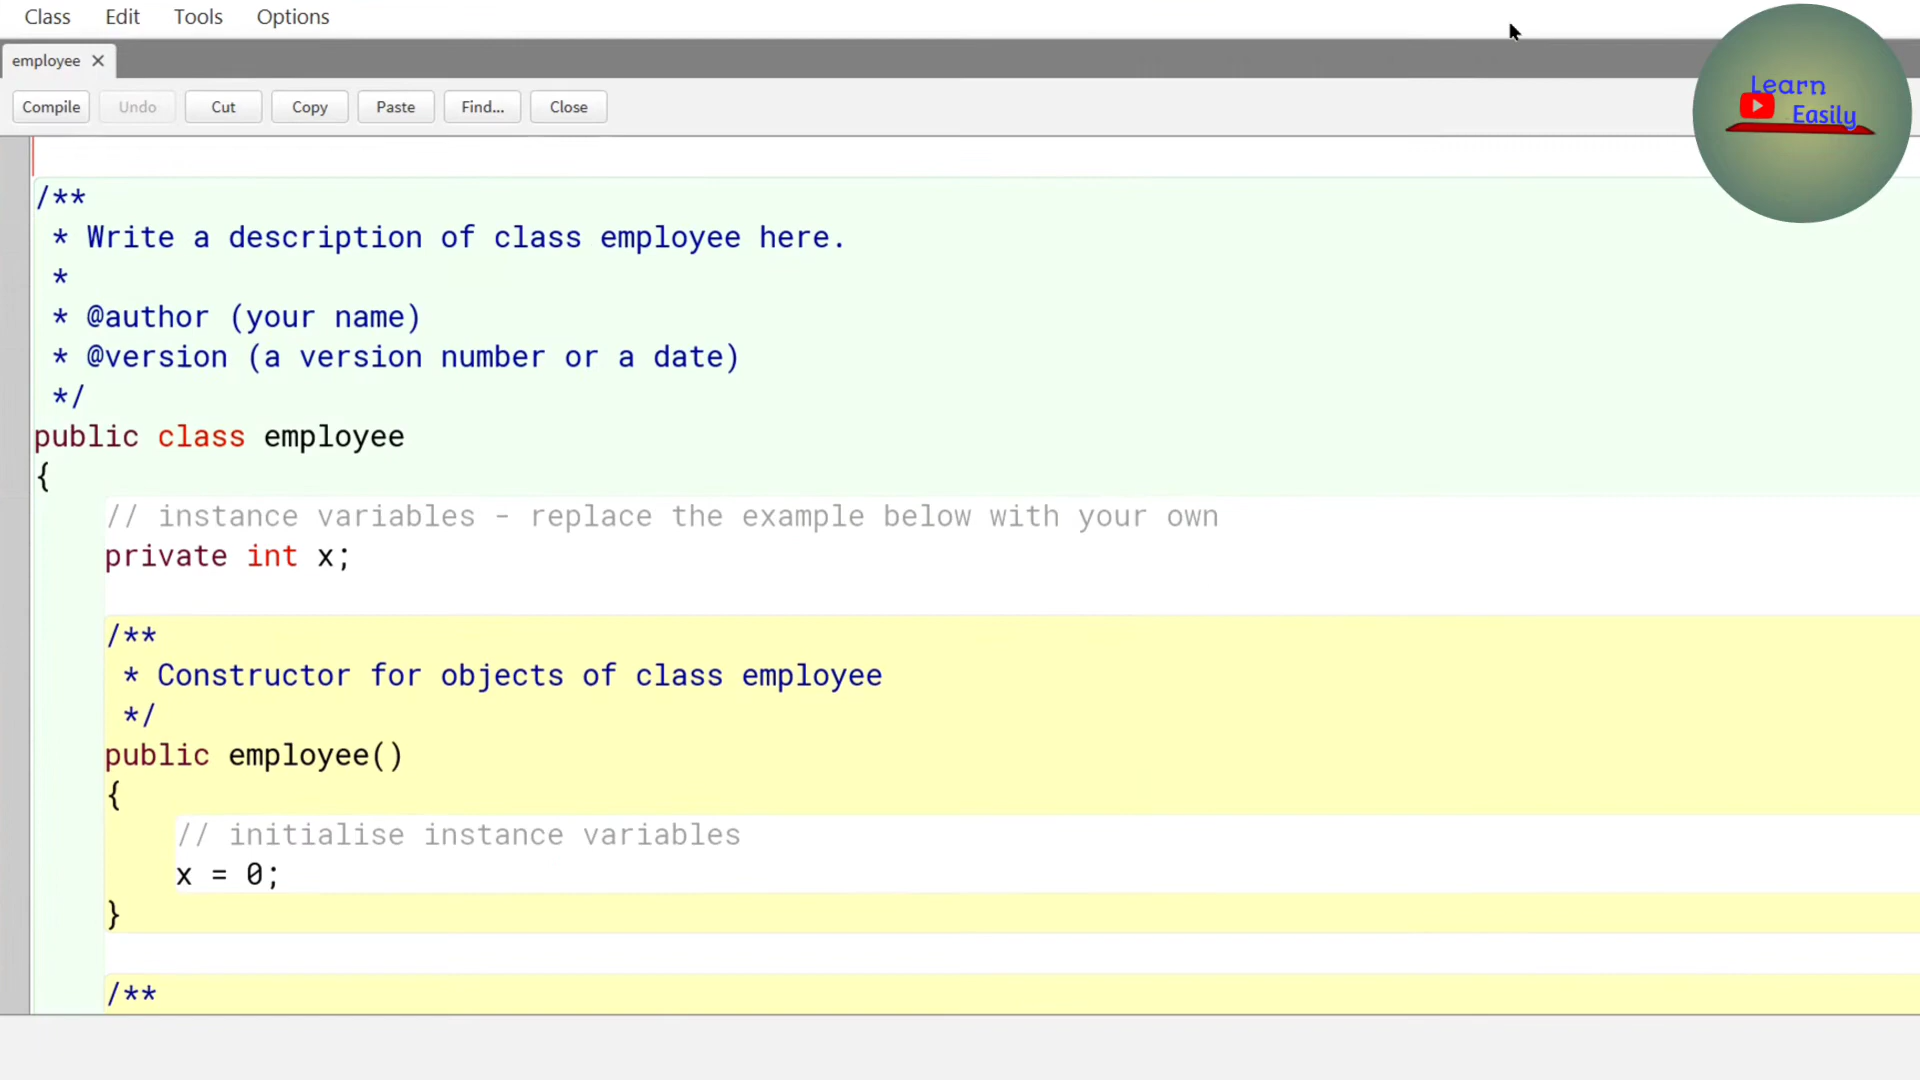 Class Edit Tools Options
employee
Compile Undo Cut Copy Paste Find... Close
Learn
Easily
/**
 * Write a description of class employee here.
 *
 * @author (your name)
 * @version (a version number or a date)
 */
public class employee
{
    // instance variables - replace the example below with your own
    private int x;

    /**
     * Constructor for objects of class employee
     */
    public employee()
    {
        // initialise instance variables
        x = 0;
    }

    /**